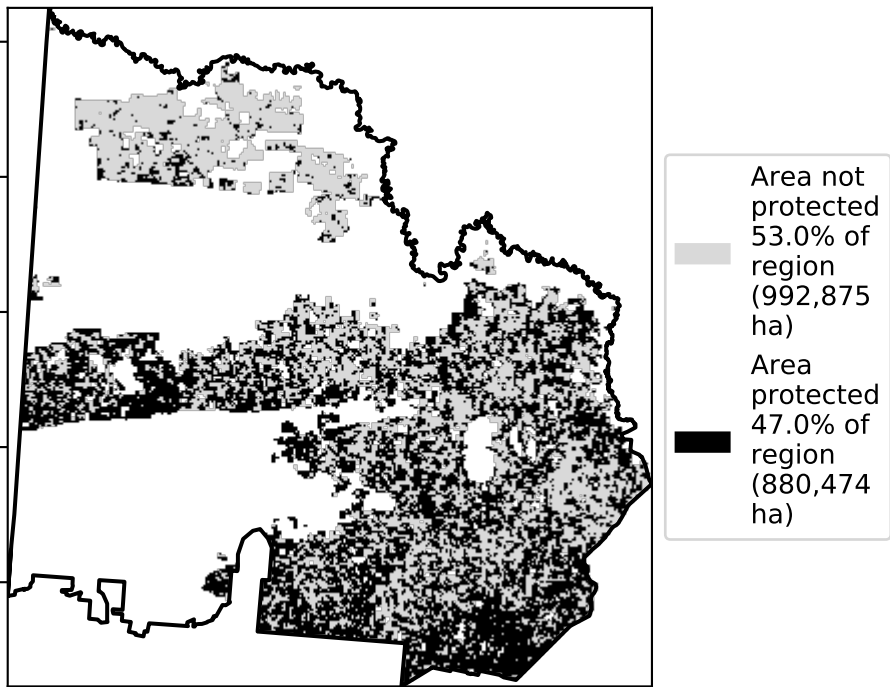 Area not
protected
53.0% of
region
(992,875
ha)
Area
protected
47.0% of
region
(880,474
ha)